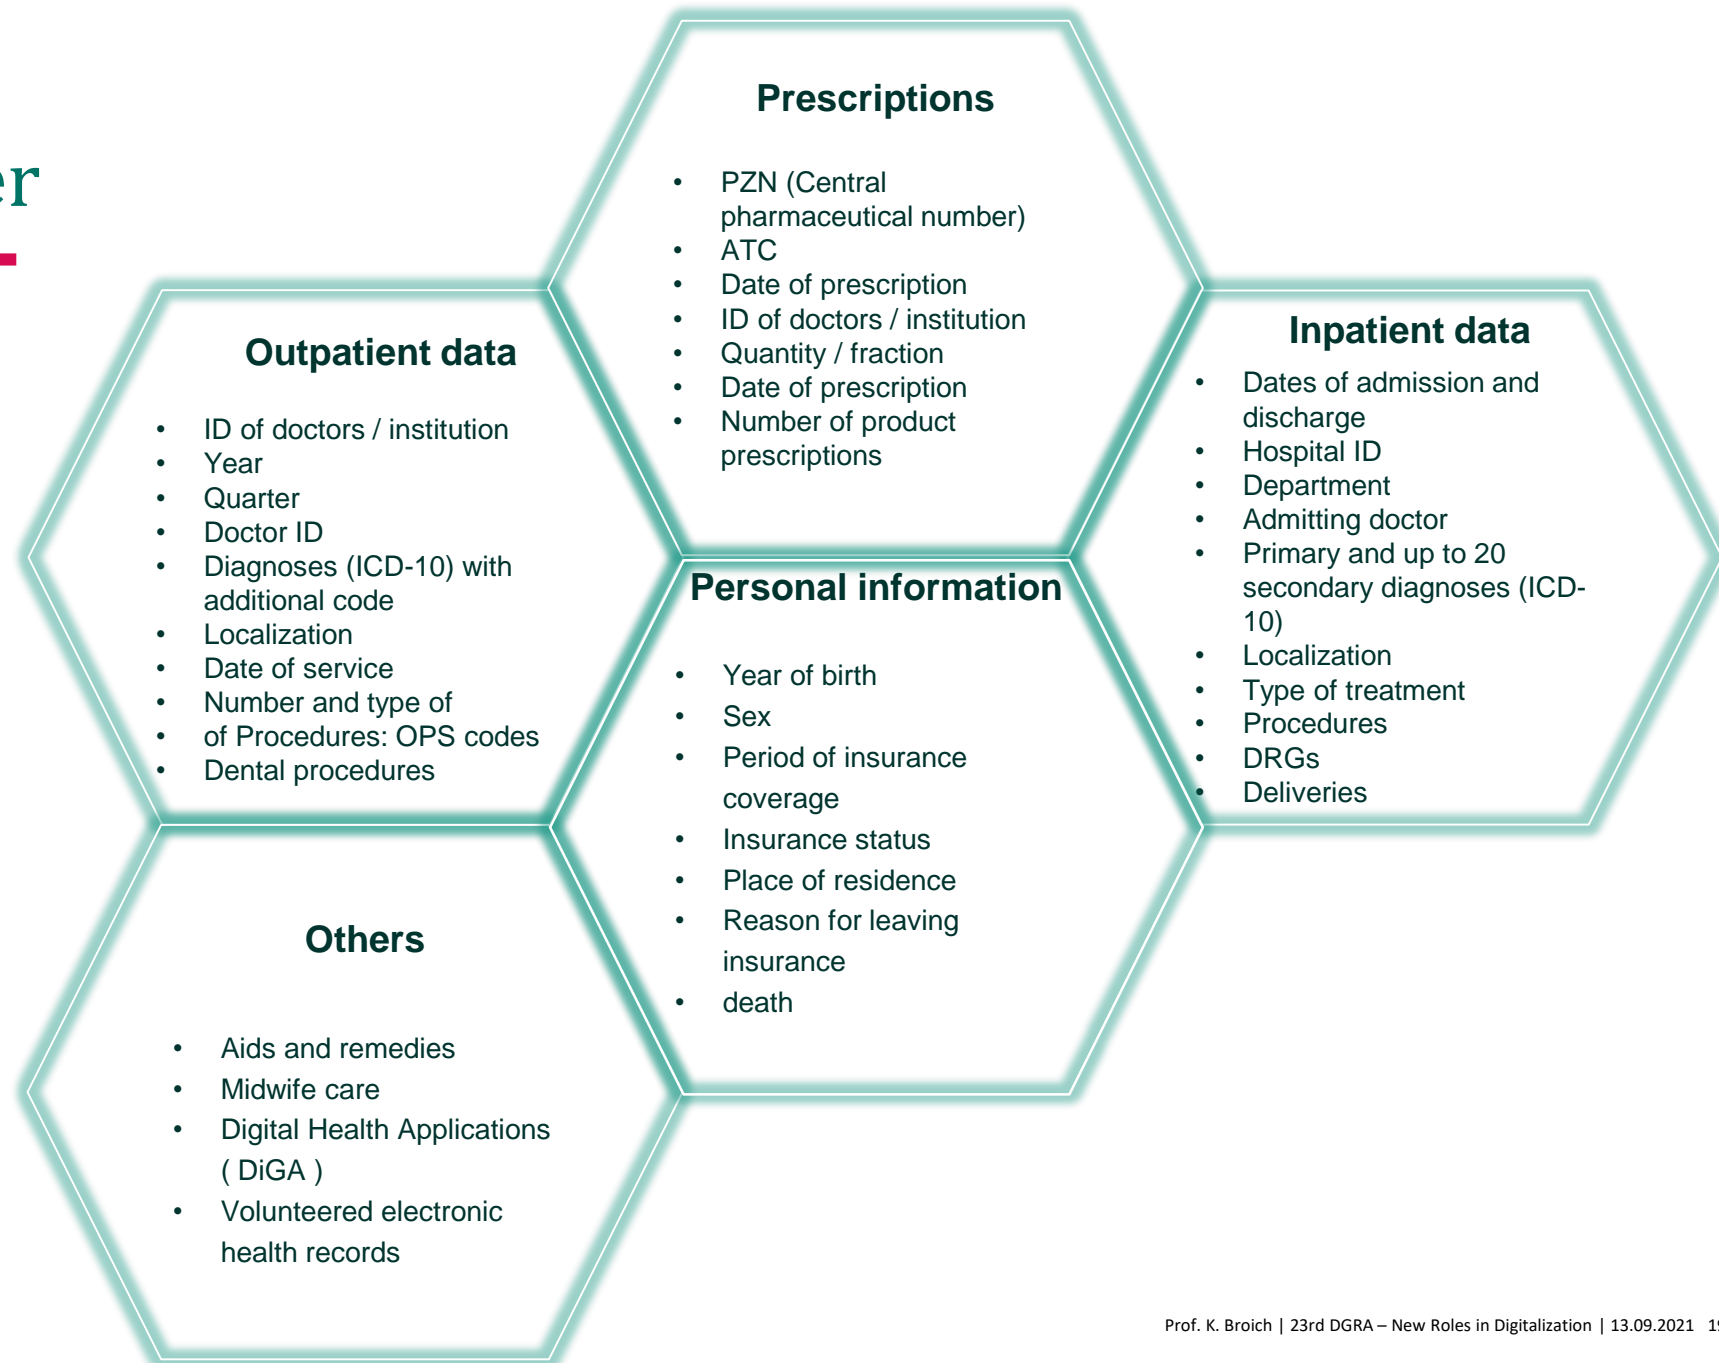 er
Prescriptions
• PZN (Central
pharmaceutical number)
• ATC
• Date of prescription
• ID of doctors / institution
• Quantity / fraction
• Date of prescription
• Number of product
prescriptions
Outpatient data
• ID of doctors / institution
• Year
• Quarter
• Doctor ID
• Diagnoses (ICD-10) with
additional code
• Localization
• Date of service
• Number and type of
• of Procedures: OPS codes
• Dental procedures
Inpatient data
• Dates of admission and
discharge
• Hospital ID
• Department
• Admitting doctor
• Primary and up to 20
secondary diagnoses (ICD-
10)
• Localization
• Type of treatment
• Procedures
• DRGs
• Deliveries
Personal information
• Year of birth
• Sex
• Period of insurance
coverage
• Insurance status
• Place of residence
• Reason for leaving
insurance
• death
Others
• Aids and remedies
• Midwife care
• Digital Health Applications
( DiGA )
• Volunteered electronic
health records
Prof. K. Broich | 23rd DGRA – New Roles in Digitalization | 13.09.2021